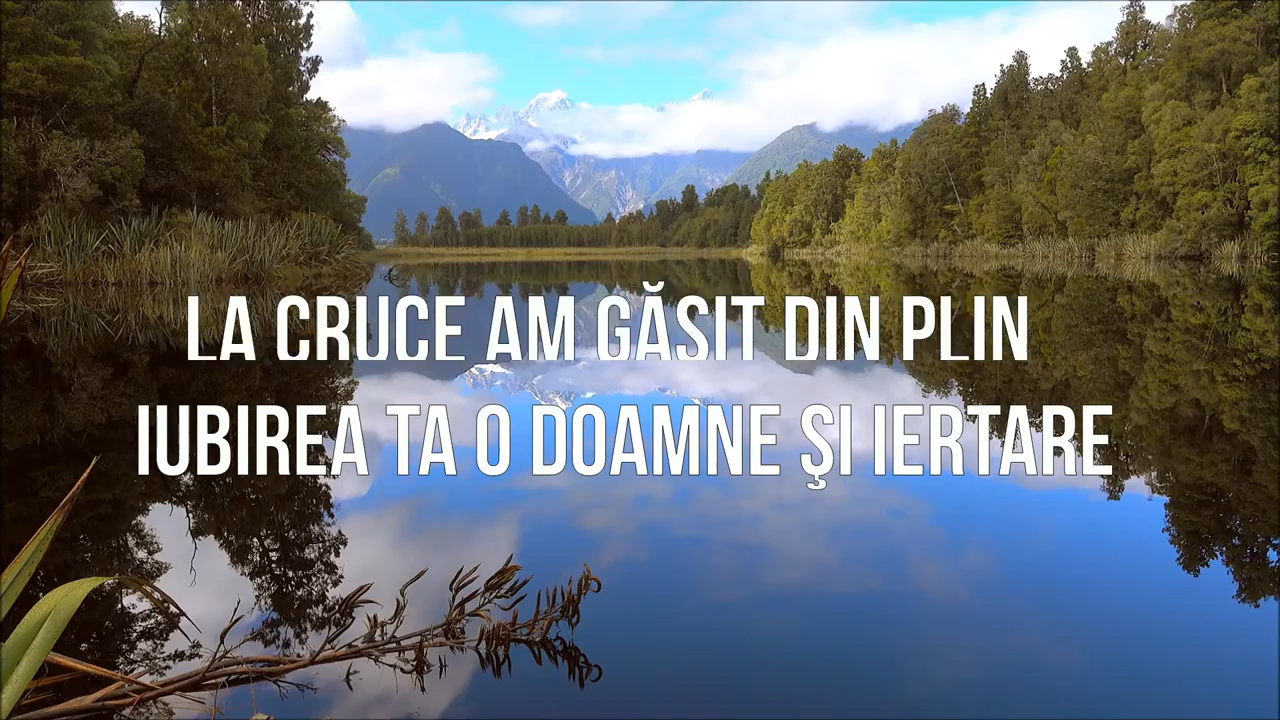 LA CRUCE AM GĂSIT DIN PLIN
IUBIREA TA O DOAMNE ŞI IERTARE